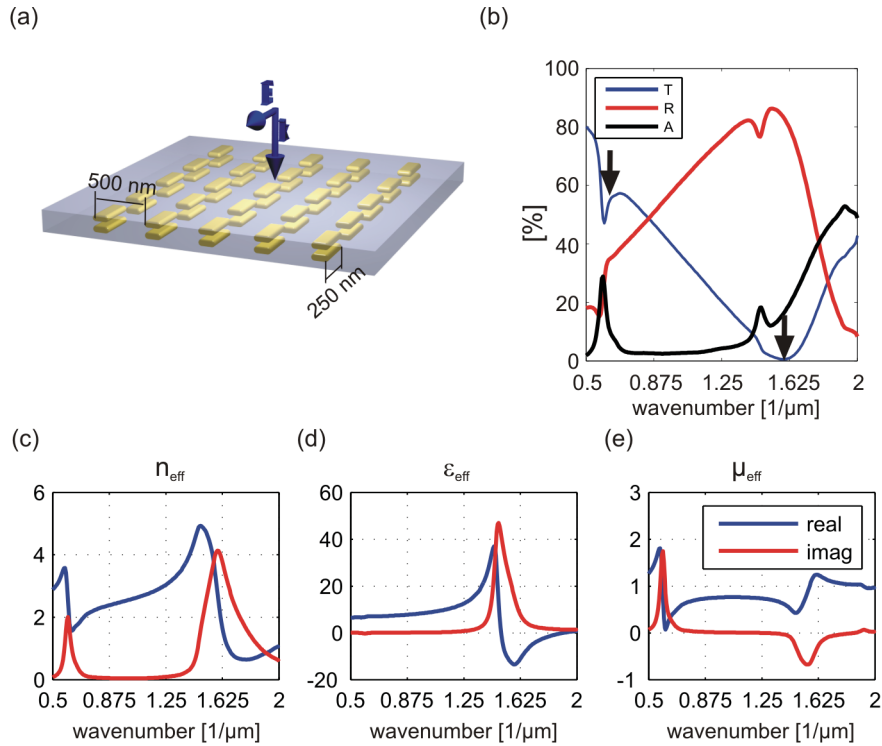 (a)
E
k
500 nm
250 nm
(b)
100
80
60
40
20
0
[%]
T
R
A
0.5 0.875 1.25 1.625 2
wavenumber [1/µm]
(c)
n eff
6
4
2
0
0.5 0.875 1.25 1.625 2
wavenumber [1/µm]
(d)
ε eff
60
40
20
0
-20
0.5 0.875 1.25 1.625 2
wavenumber [1/µm]
(e)
µ eff
3
2
1
0
-1
real
imag
0.5 0.875 1.25 1.625 2
wavenumber [1/µm]